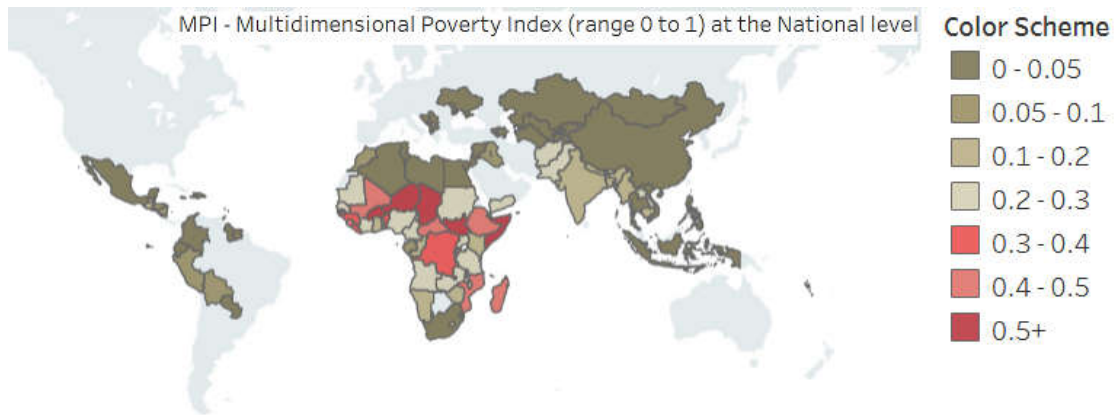 MPI - Multidimensional Poverty Index (range 0 to 1) at the National level
Color Scheme
0 - 0.05
0.05 - 0.1
0.1 - 0.2
0.2 - 0.3
0.3 - 0.4
0.4 - 0.5
0.5+